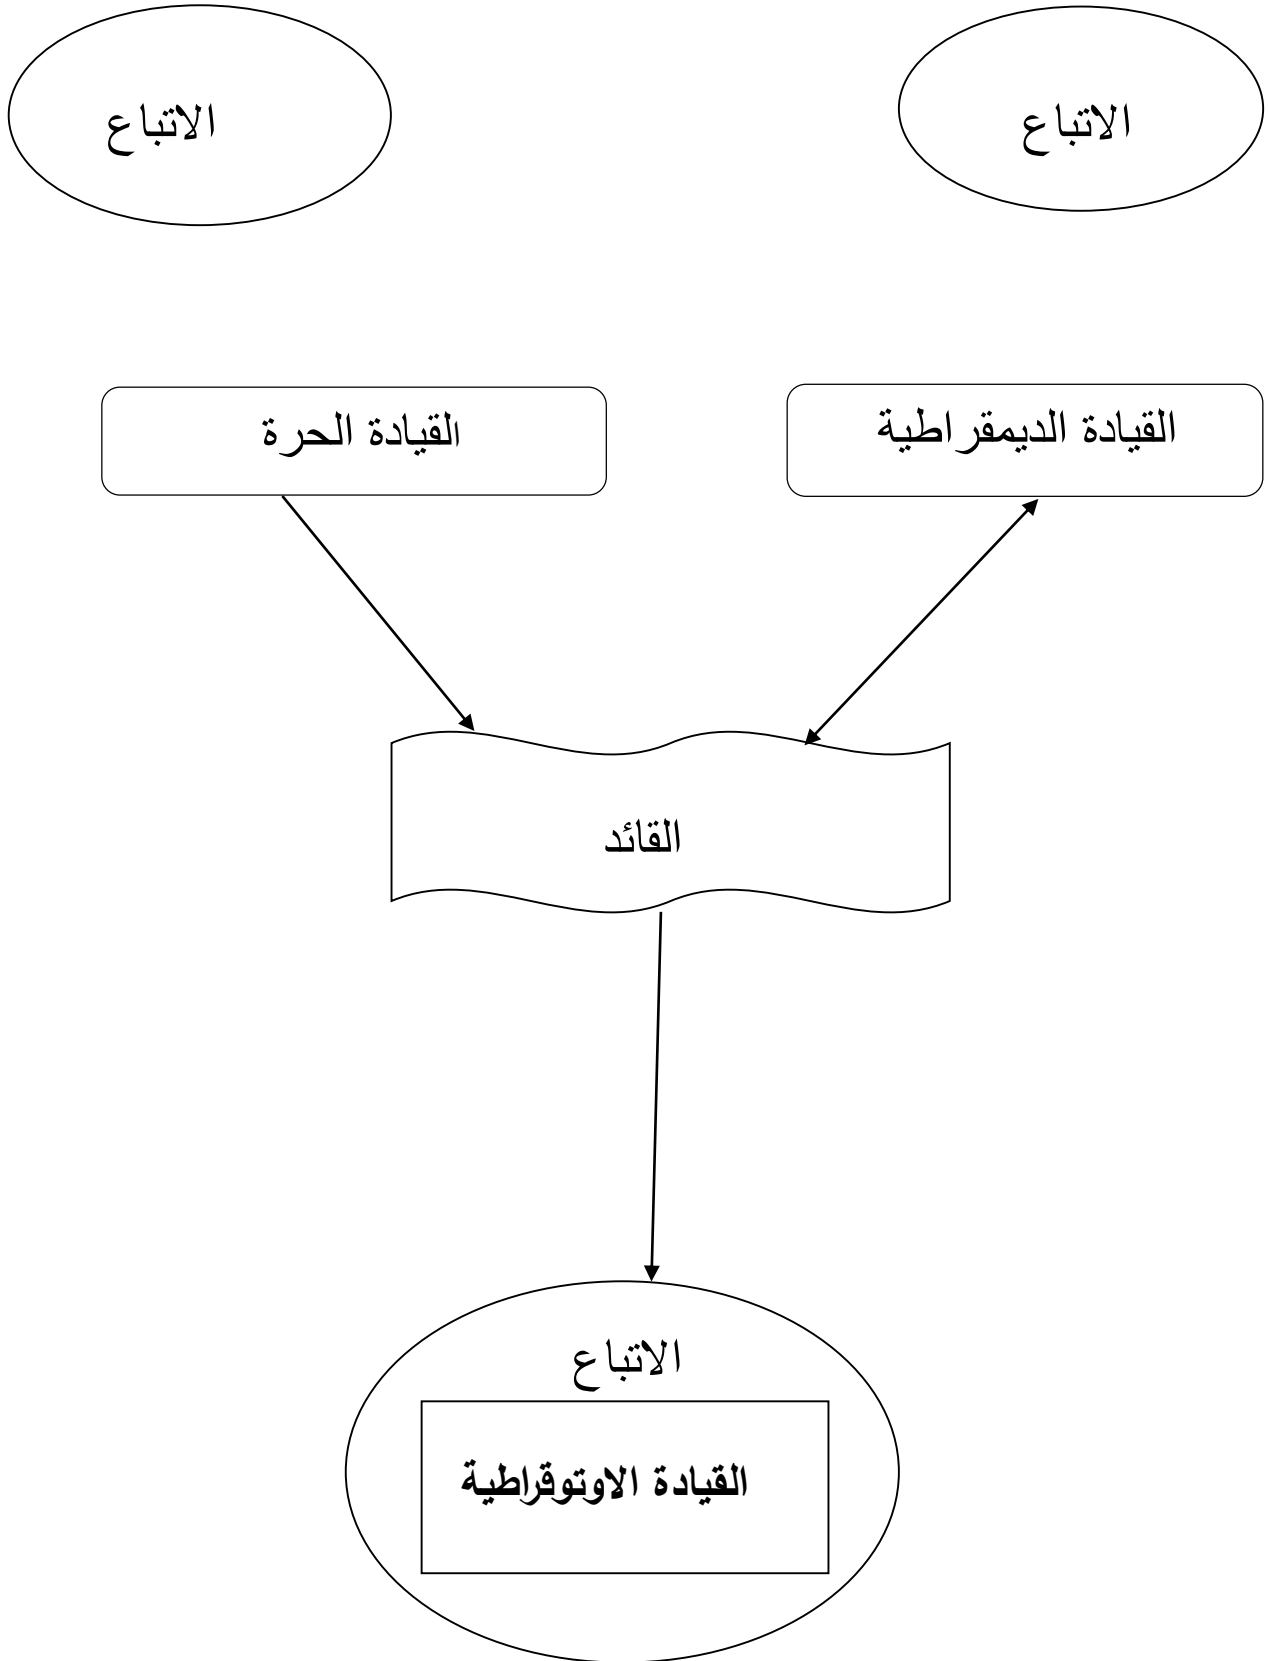 الاتباع
الاتباع
القيادة الديمقراطية
القيادة الحرة
القائد
الاتباع
القيادة الاوتوقراطية